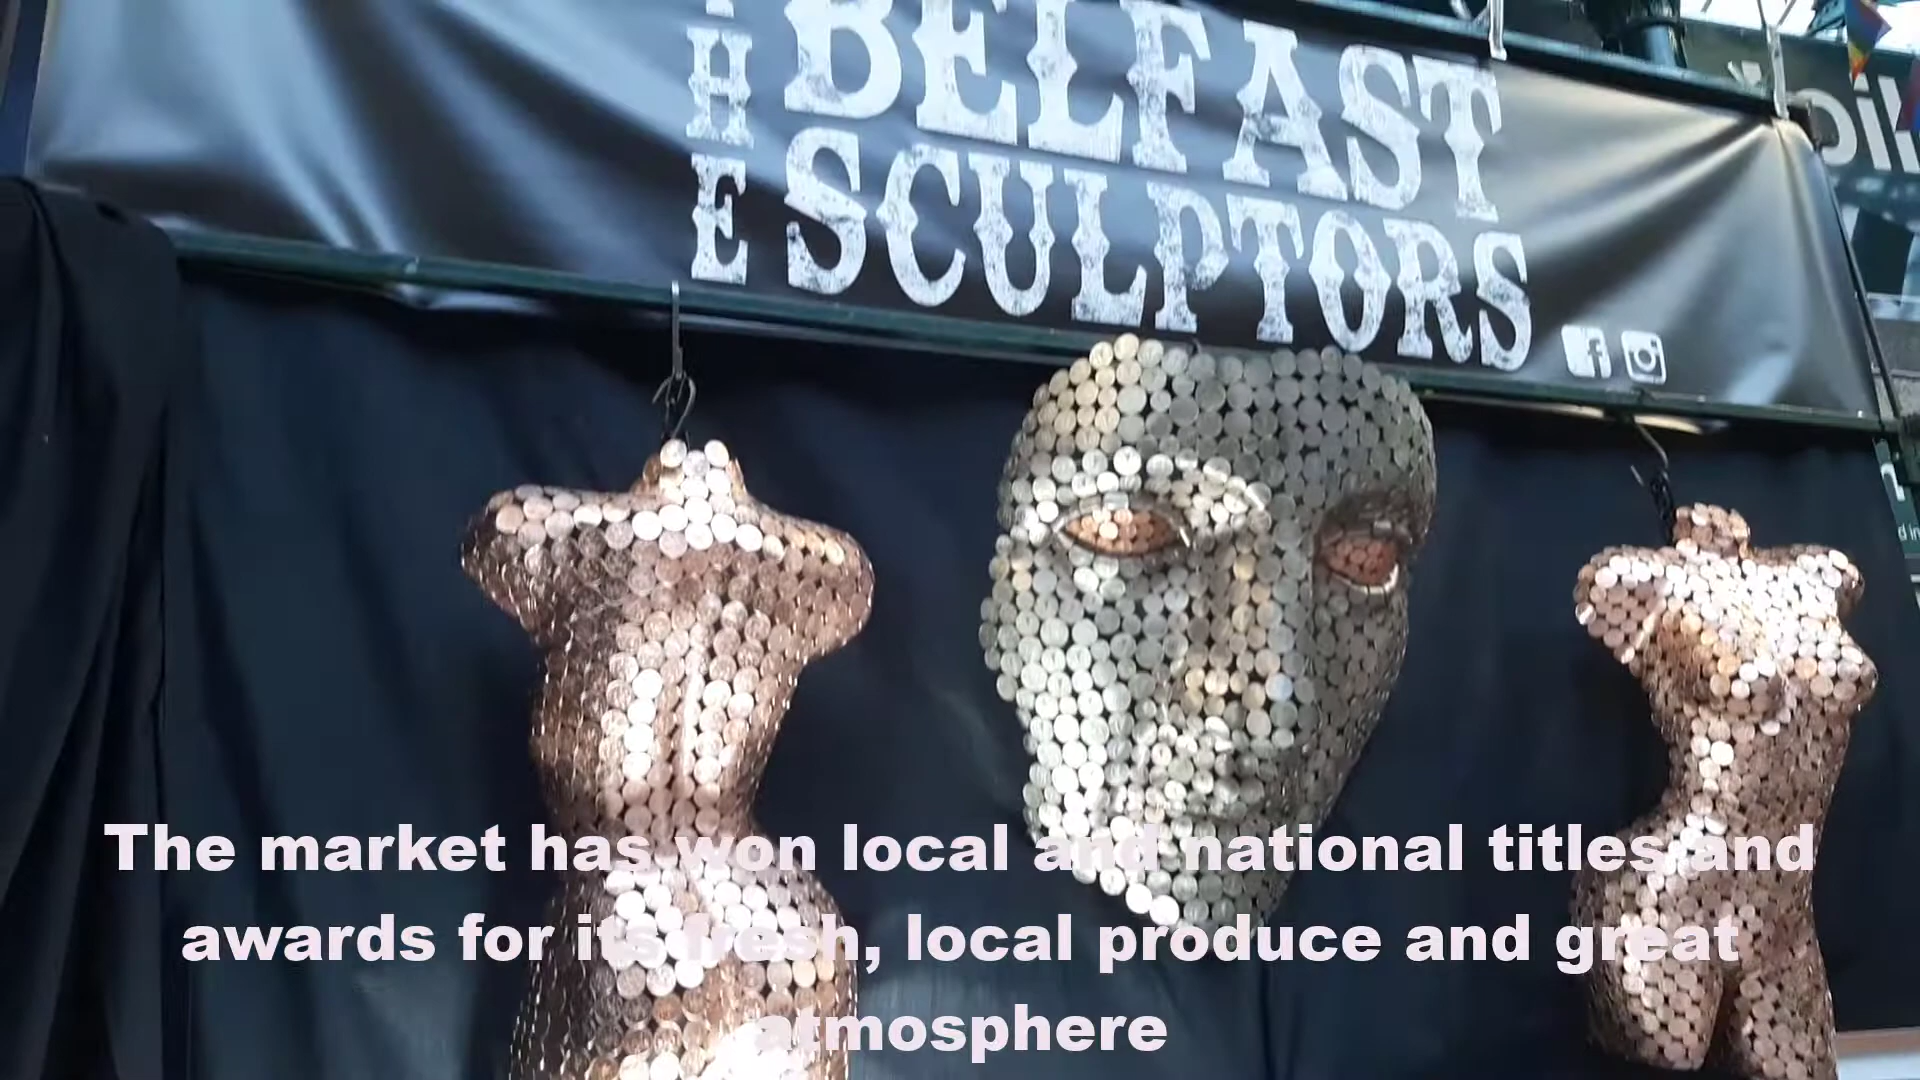 THE BELFAST
SCULPTORS
The market has won local and national titles and
awards for its fresh, local produce and great
atmosphere